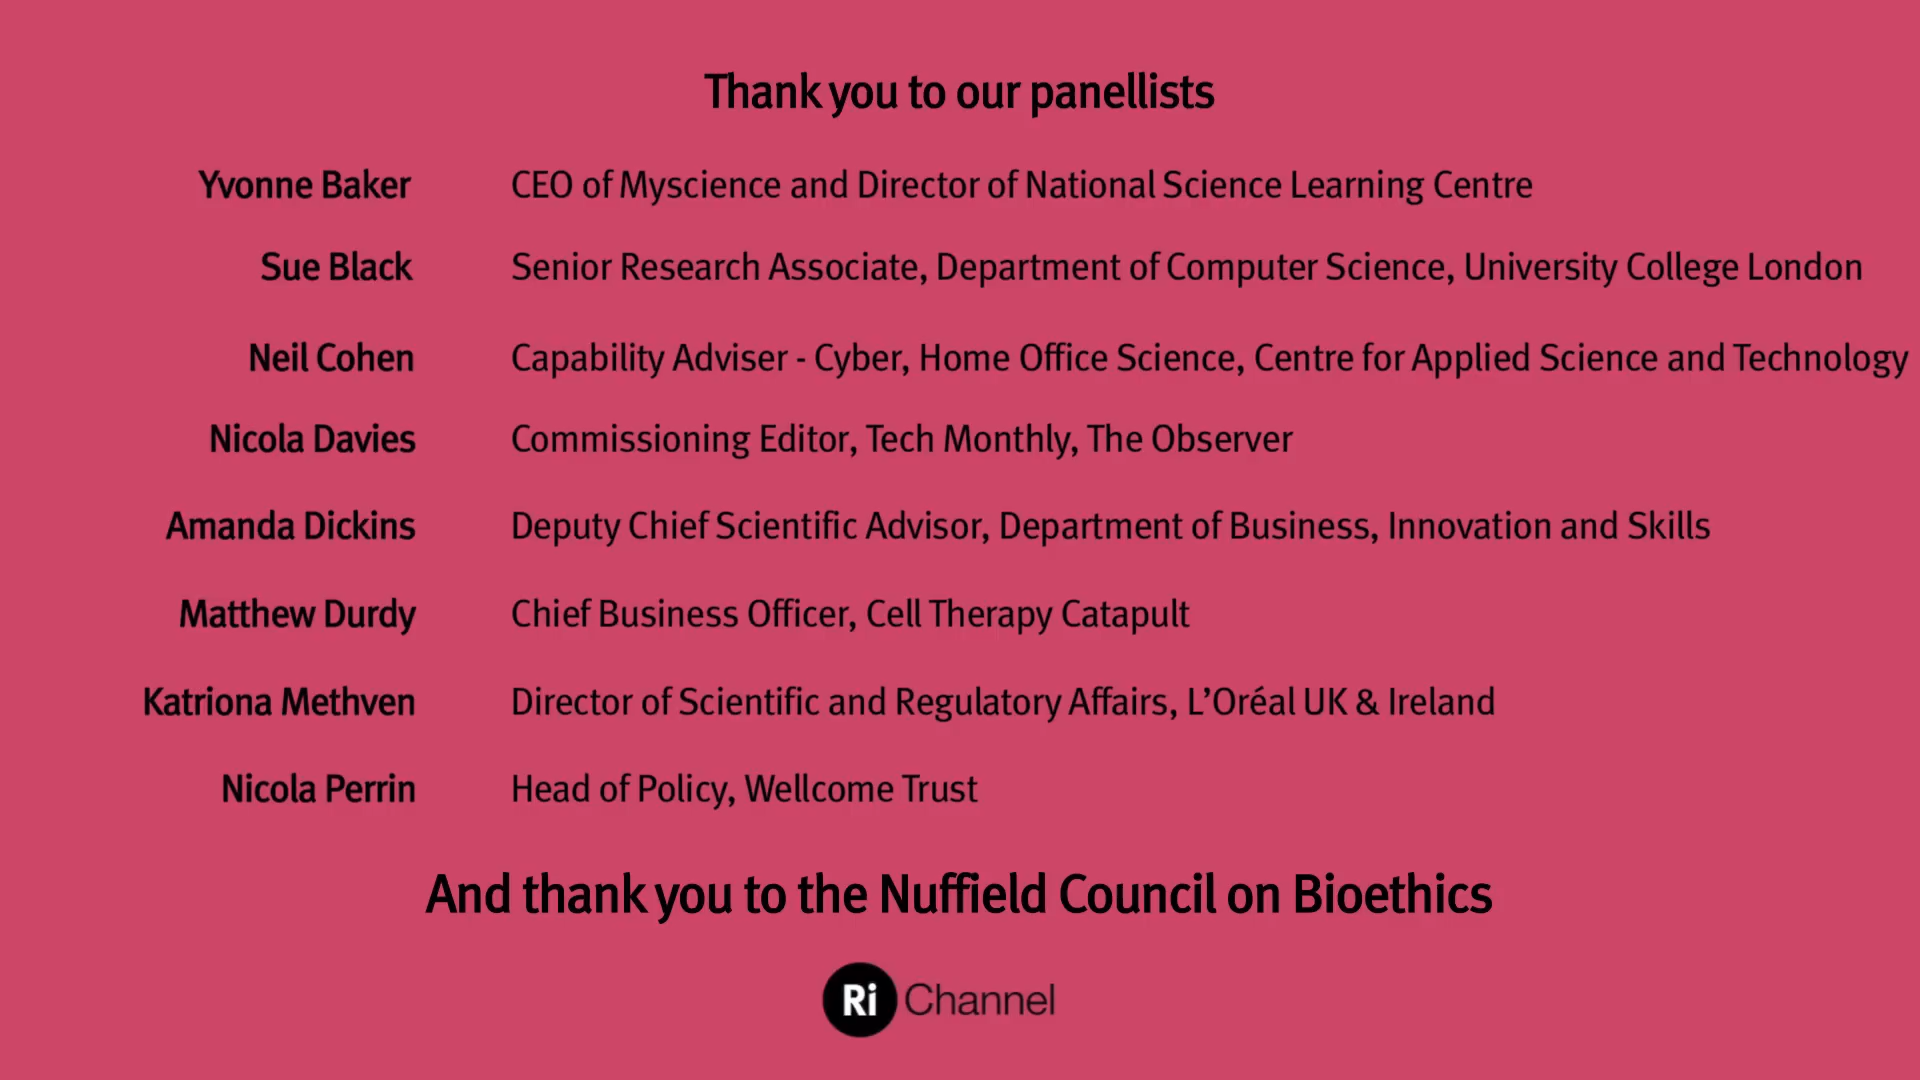 Thank you to our panellists
Yvonne Baker CEO of Myscience and Director of National Science Learning Centre
Sue Black Senior Research Associate, Department of Computer Science, University College London
Neil Cohen Capability Adviser - Cyber, Home Office Science, Centre for Applied Science and Technology
Nicola Davies Commissioning Editor, Tech Monthly, The Observer
Amanda Dickins Deputy Chief Scientific Advisor, Department of Business, Innovation and Skills
Matthew Durdy Chief Business Officer, Cell Therapy Catapult
Katriona Methven Director of Scientific and Regulatory Affairs, L’Oréal UK & Ireland
Nicola Perrin Head of Policy, Wellcome Trust
And thank you to the Nuffield Council on Bioethics
Ri Channel